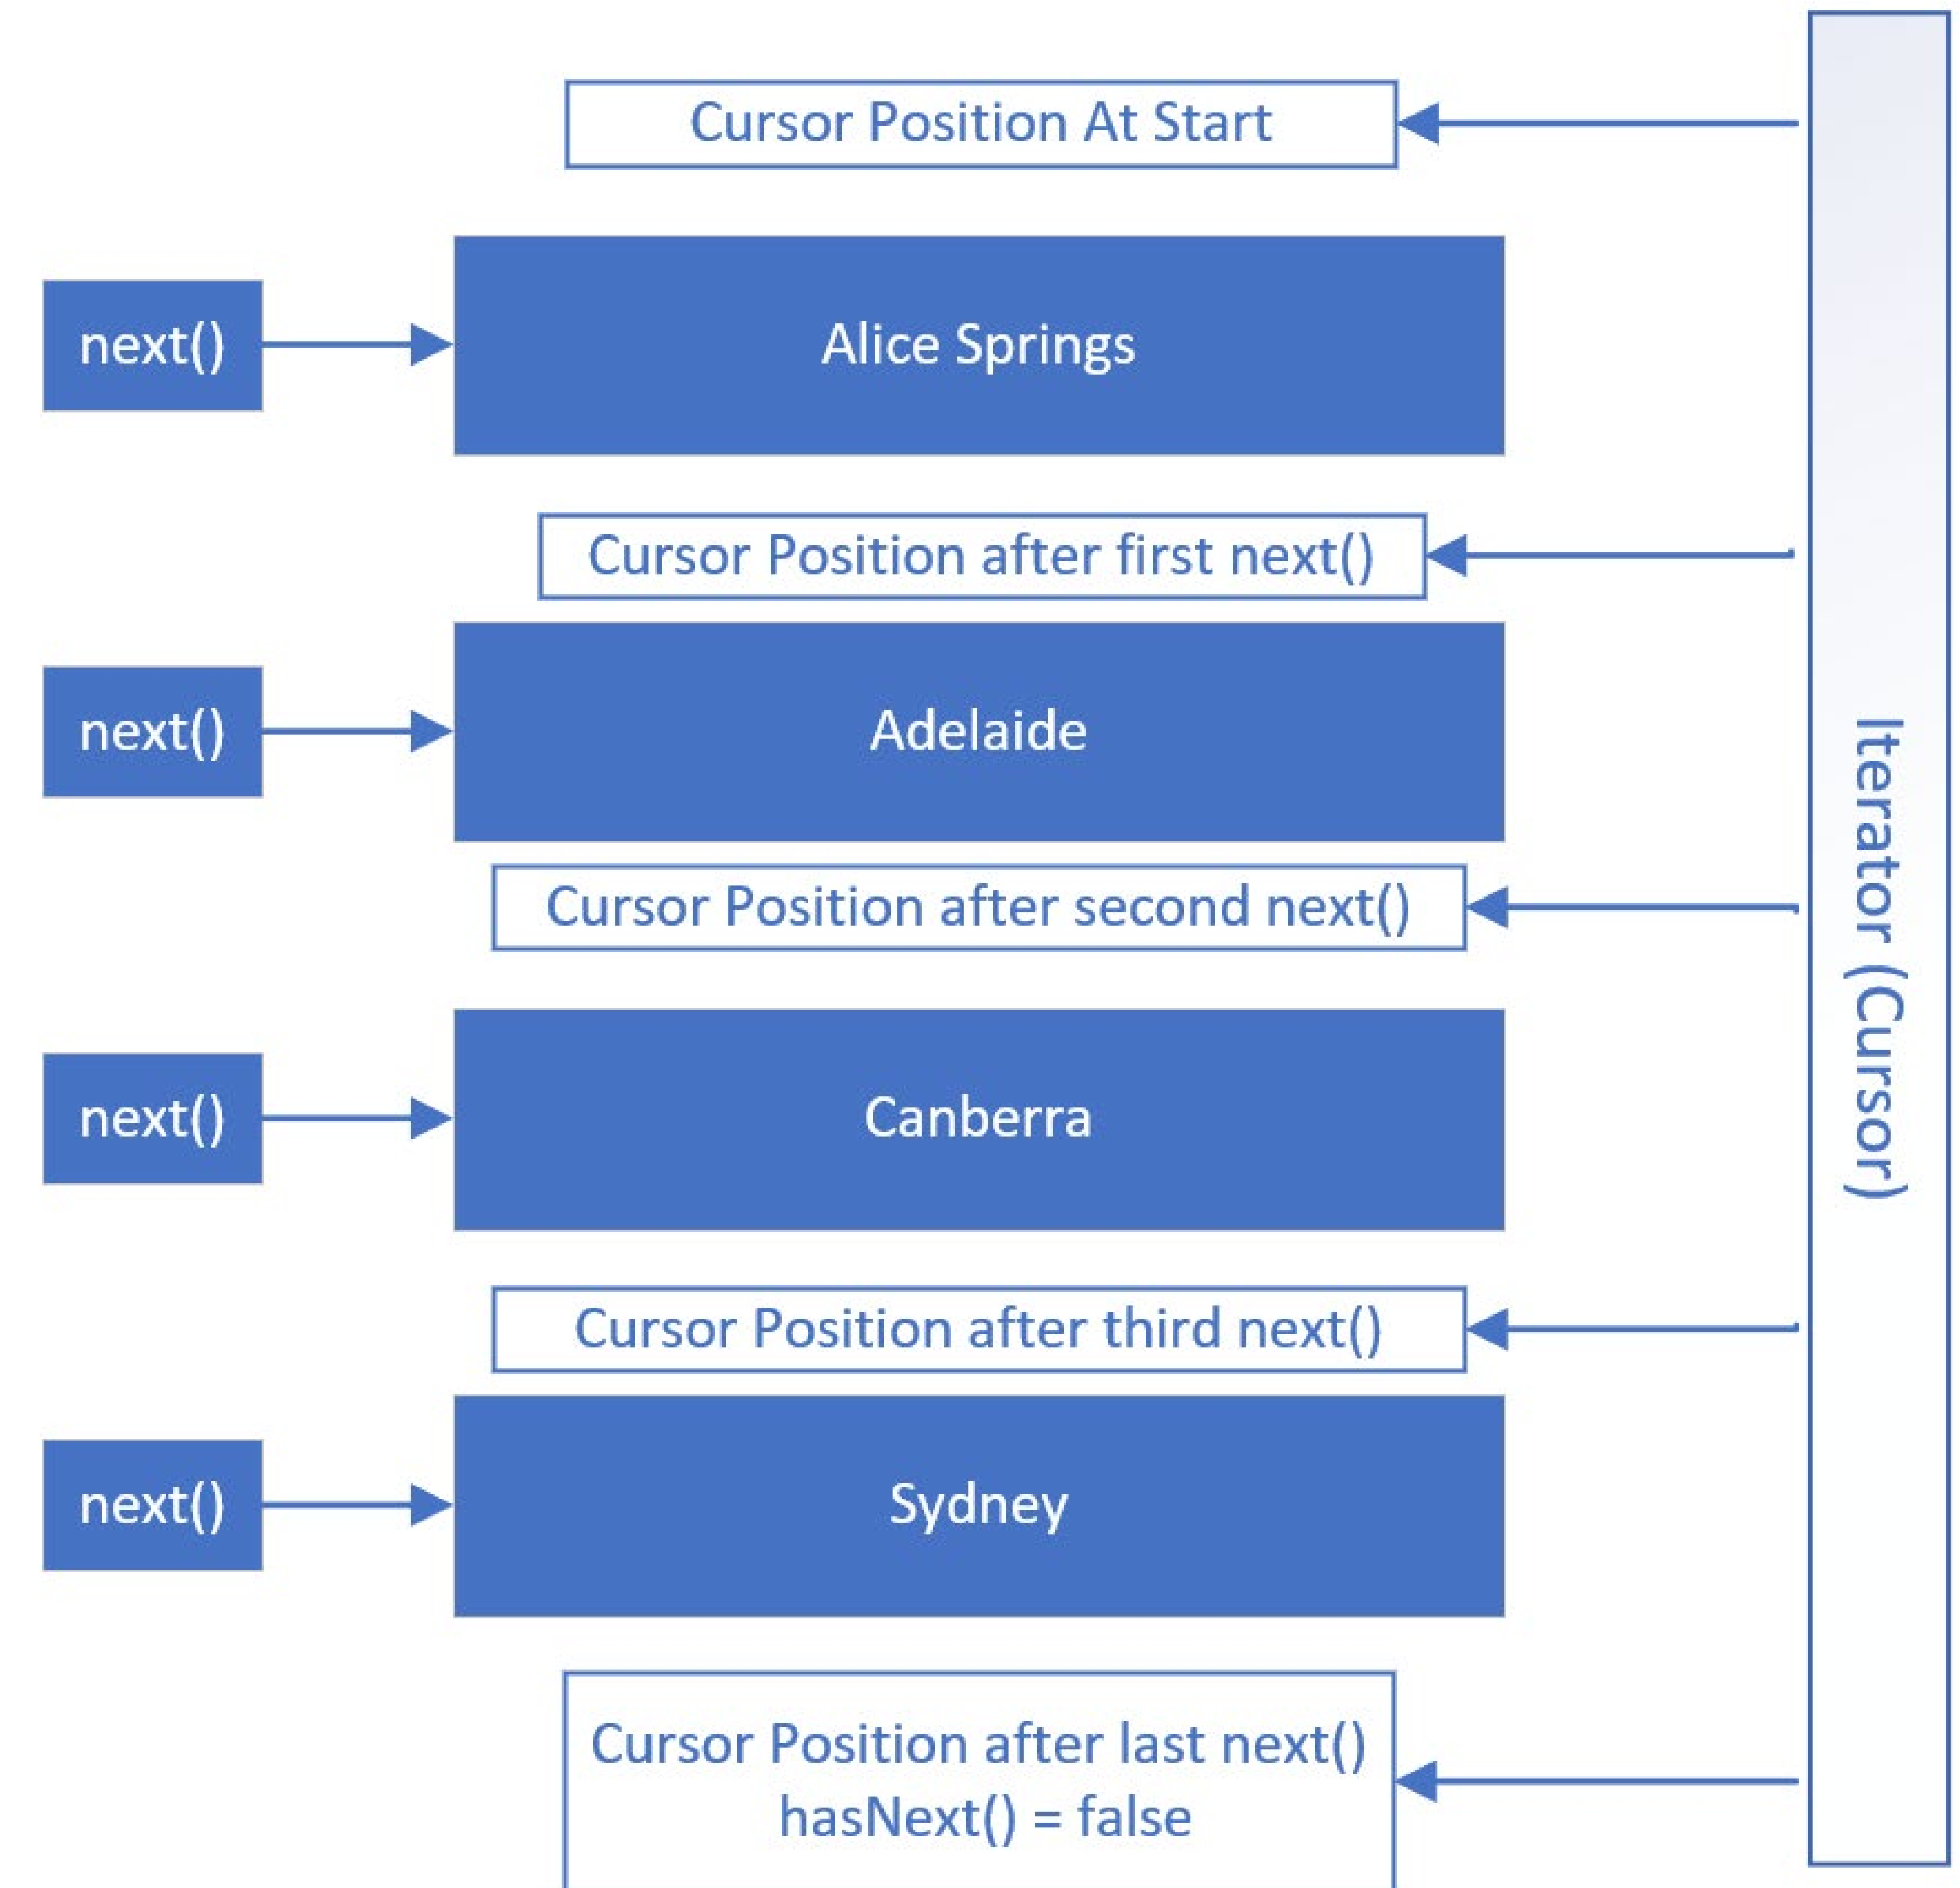 Cursor Position At Start
next()
Alice Springs
Cursor Position after first next()
next()
Adelaide
Cursor Position after second next()
next()
Canberra
Cursor Position after third next()
next()
Sydney
Cursor Position after last next()
hasNext() = false
Iterator (Cursor)